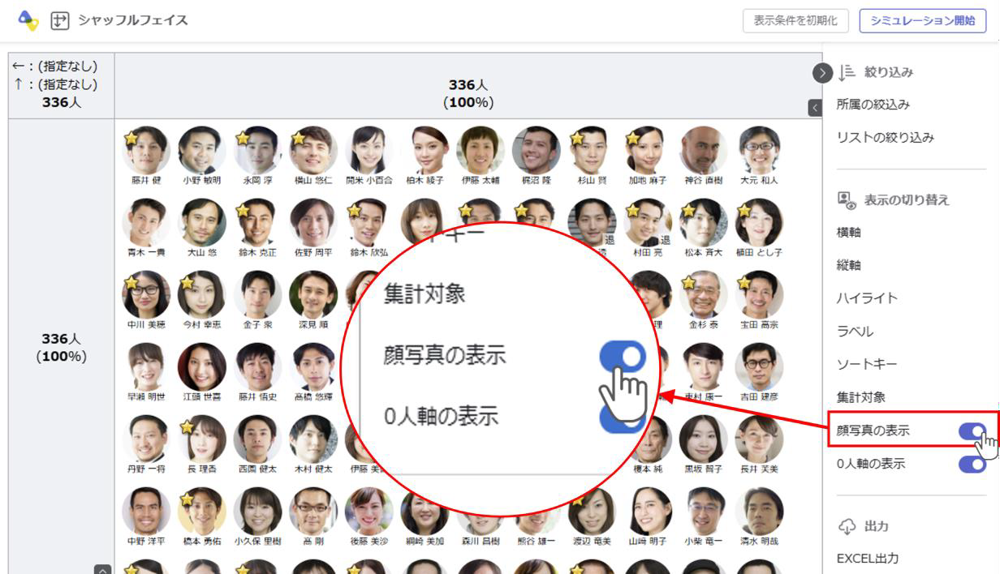 シャッフルフェイス
表示条件を初期化
シミュレーション開始
←：(指定なし)
↑：(指定なし)
336人
336人
(100%)
336人
(100%)
藤井 健
小野 敏明
永岡 淳
横山 悠仁
開米 小百合
柏木 綾子
伊藤 太輔
梶沼 隆
杉山 賢
加地 麻子
神谷 直樹
大元 和人
青木 一貴
大山 悠
鈴木 克正
佐野 周平
鈴木 欣弘
退
村田 亮
退
松本 斉大
植田 とし子
中川 美穂
今村 幸恵
金子 衆
深見 順
理
金杉 泰
宝田 高宗
早瀬 明世
江頭 世喜
藤井 悟史
高橋 悠輝
東村 康一
吉田 建彦
丹野 一将
長 理香
西園 健太
木村 健太
伊藤
榎本 純
黒坂 智子
長井 芙美
中野 洋平
橋本 勇佑
小久保 里樹
高 剛
後藤 美沙
綱崎 美加
森川 昌樹
熊谷 雄一
渡辺 竜美
山﨑 明子
小柴 竜一
清水 明哉
トキー
集計対象
顔写真の表示
0人軸の表示
絞り込み
所属の絞込み
リストの絞り込み
表示の切り替え
横軸
縦軸
ハイライト
ラベル
ソートキー
集計対象
顔写真の表示
0人軸の表示
出力
EXCEL出力